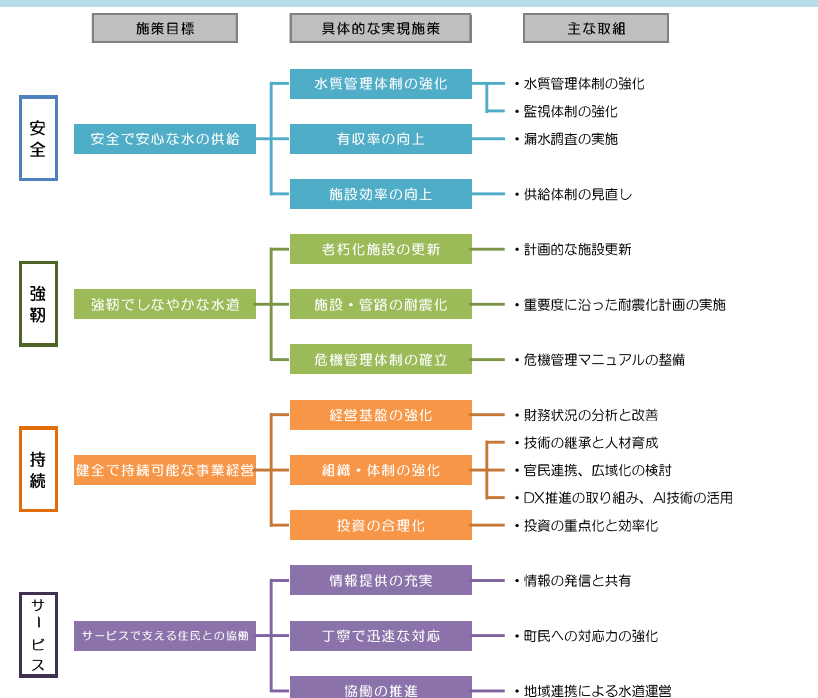 施策目標
具体的な実現施策
主な取組
安全
安全で安心な水の供給
水質管理体制の強化
・水質管理体制の強化
・監視体制の強化
有収率の向上
・漏水調査の実施
施設効率の向上
・供給体制の見直し
強靭
強靭でしなやかな水道
老朽化施設の更新
・計画的な施設更新
施設・管路の耐震化
・重要度に沿った耐震化計画の実施
危機管理体制の確立
・危機管理マニュアルの整備
持続
健全で持続可能な事業経営
経営基盤の強化
・財務状況の分析と改善
組織・体制の強化
・技術の継承と人材育成
・官民連携、広域化の検討
・DX推進の取り組み、AI技術の活用
投資の合理化
・投資の重点化と効率化
サービス
サービスで支える住民との協働
情報提供の充実
・情報の発信と共有
丁寧で迅速な対応
・町民への対応力の強化
協働の推進
・地域連携による水道運営